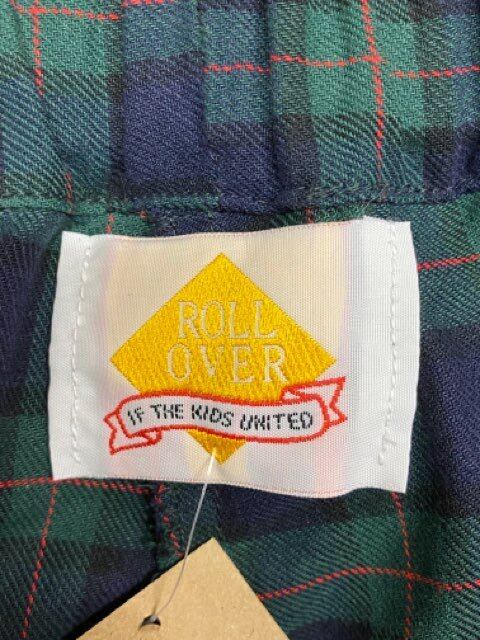 ROLL
OVER
IF THE KIDS UNITED